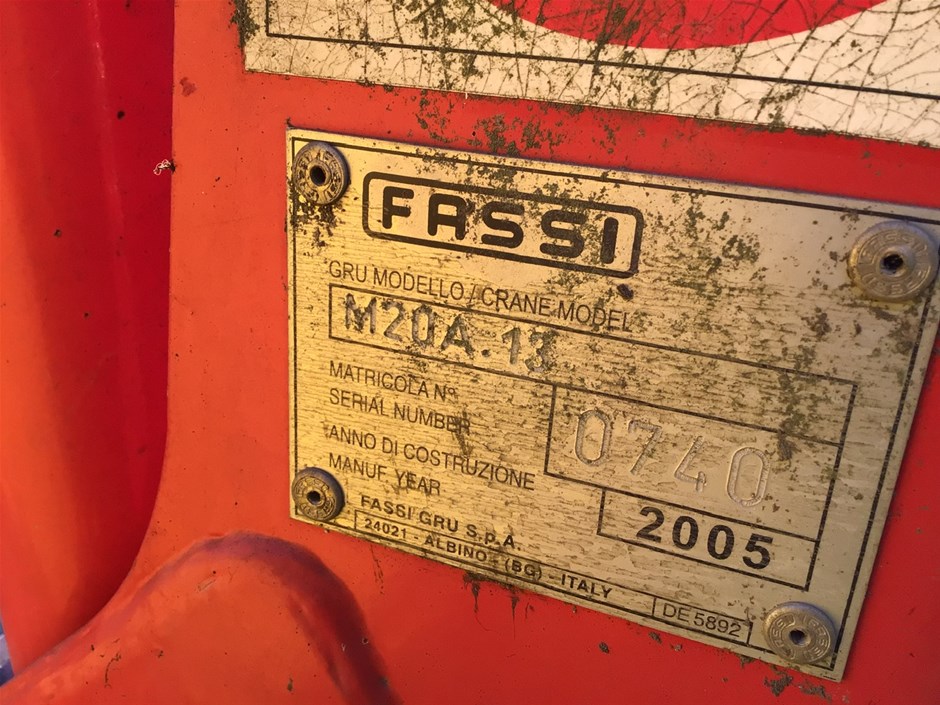 FASSI
GRU MODELLO / CRANE MODEL
M20A.13
MATRICOLA N°
SERIAL NUMBER
0740
ANNO DI COSTRUZIONE
MANUF. YEAR
2005
FASSI GRU S.p.A.
24021 - ALBINO - (BG) - ITALY
DE 5892